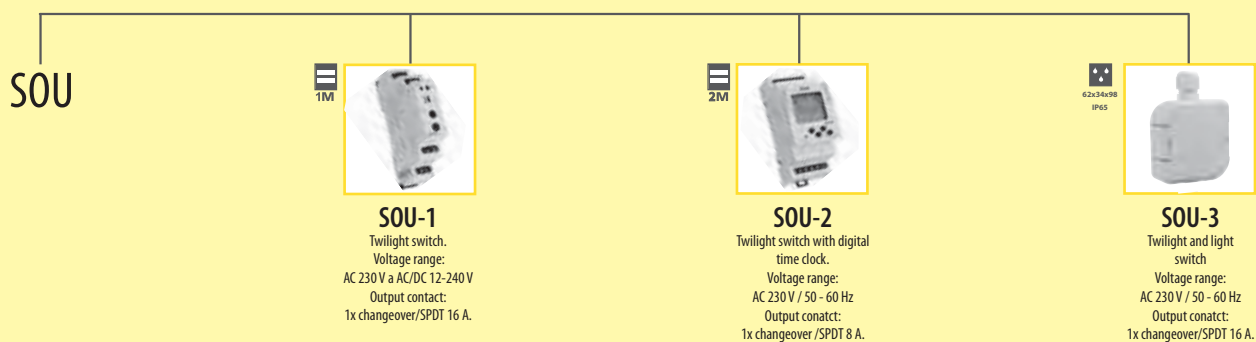 SOU
1M
SOU-1
Twilight switch.
Voltage range:
AC 230 V a AC/DC 12-240 V
Output contact:
1x changeover/SPDT 16 A.
2M
SOU-2
Twilight switch with digital
time clock.
Voltage range:
AC 230 V / 50 - 60 Hz
Output conatct:
1x changeover /SPDT 8 A.
62x34x98
IP65
SOU-3
Twilight and light
switch
Voltage range:
AC 230 V / 50 - 60 Hz
Output conatct:
1x changeover/SPDT 16 A.